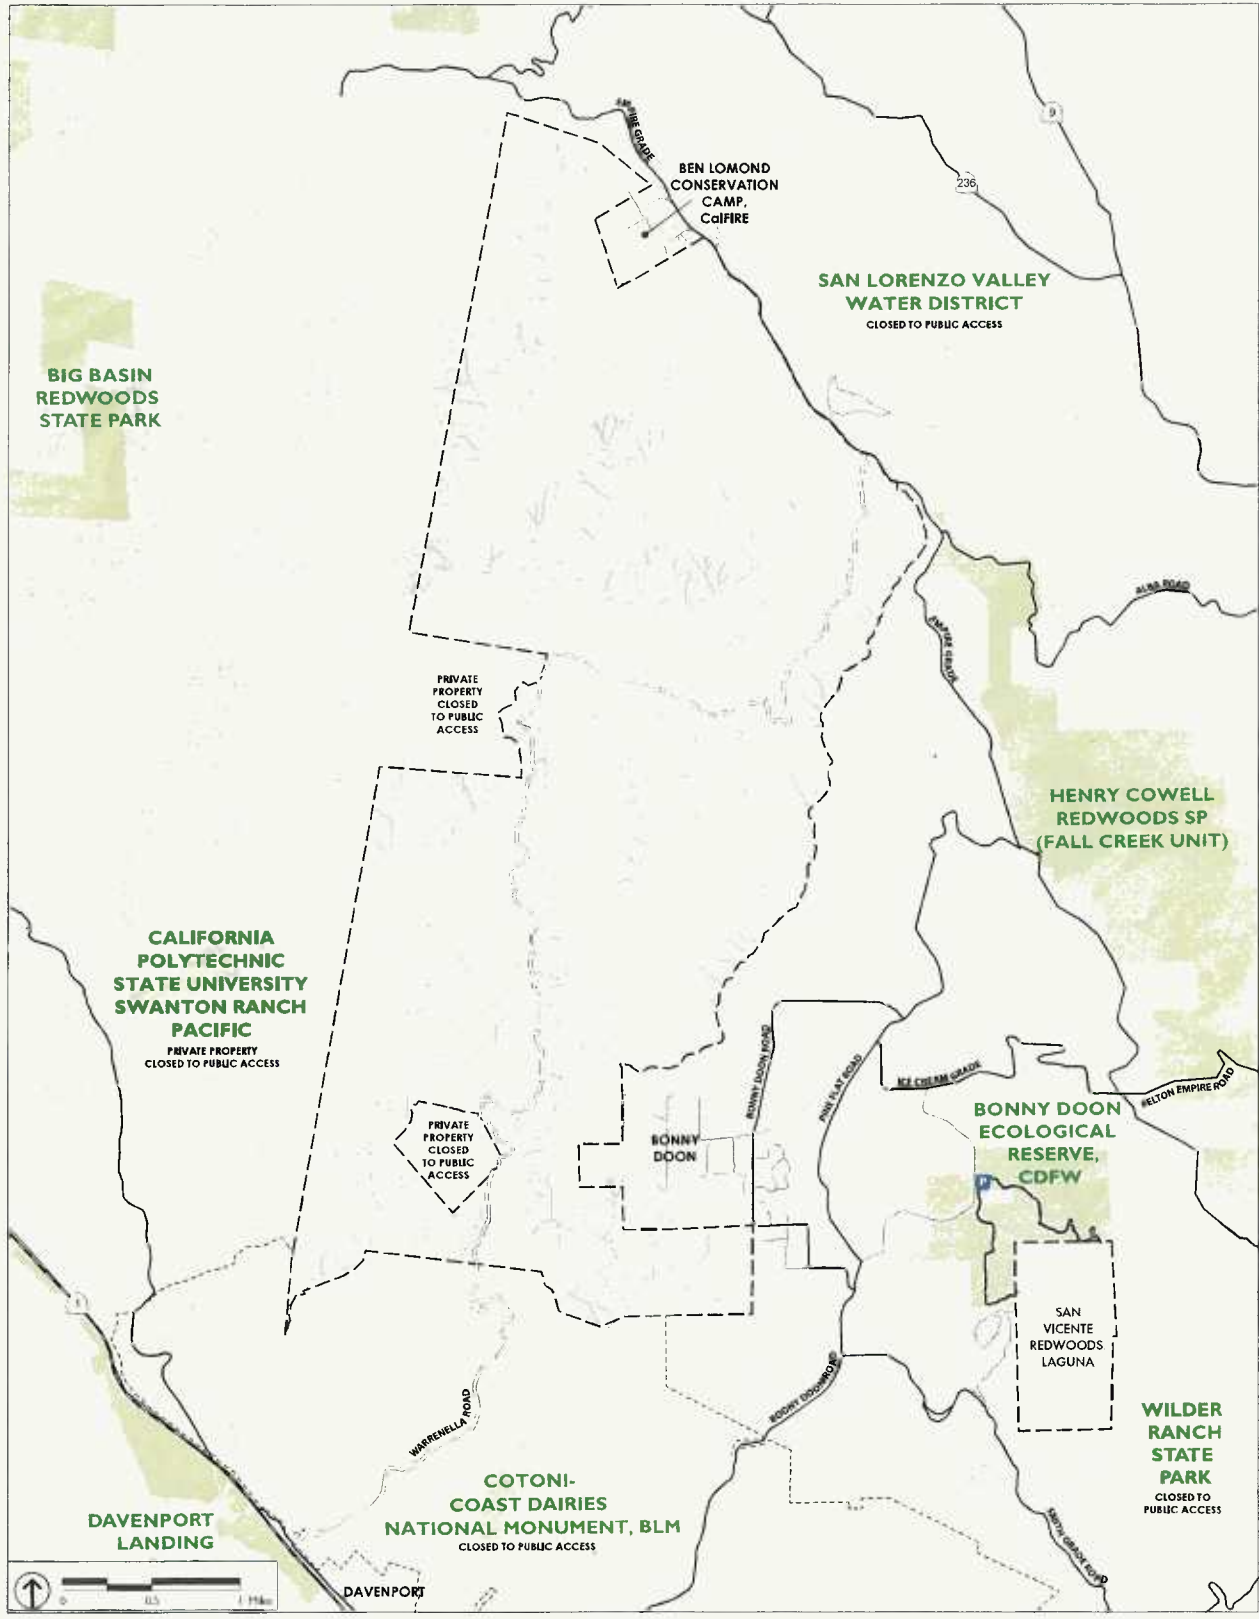 9
EMPIRE GRADE
BEN LOMOND
CONSERVATION
CAMP,
CalFIRE
236
SAN LORENZO VALLEY
WATER DISTRICT
CLOSED TO PUBLIC ACCESS
BIG BASIN
REDWOODS
STATE PARK
ALBA ROAD
EMPIRE GRADE
PRIVATE
PROPERTY
CLOSED
TO PUBLIC
ACCESS
HENRY COWELL
REDWOODS SP
(FALL CREEK UNIT)
CALIFORNIA
POLYTECHNIC
STATE UNIVERSITY
SWANTON RANCH
PACIFIC
PRIVATE PROPERTY
CLOSED TO PUBLIC ACCESS
BONNY DOON ROAD
PINE FLAT ROAD
ICE CREAM GRADE
FELTON EMPIRE ROAD
PRIVATE
PROPERTY
CLOSED
TO PUBLIC
ACCESS
BONNY
DOON
BONNY DOON
ECOLOGICAL
RESERVE,
CDFW
P
1
SAN
VICENTE
REDWOODS
LAGUNA
BONNY DOON ROAD
WARRENELLA ROAD
WILDER
RANCH
STATE
PARK
CLOSED TO
PUBLIC ACCESS
COTONI-
COAST DAIRIES
NATIONAL MONUMENT, BLM
CLOSED TO PUBLIC ACCESS
DAVENPORT
LANDING
SMITH GRADE ROAD
DAVENPORT
0 0.5 1 Miles